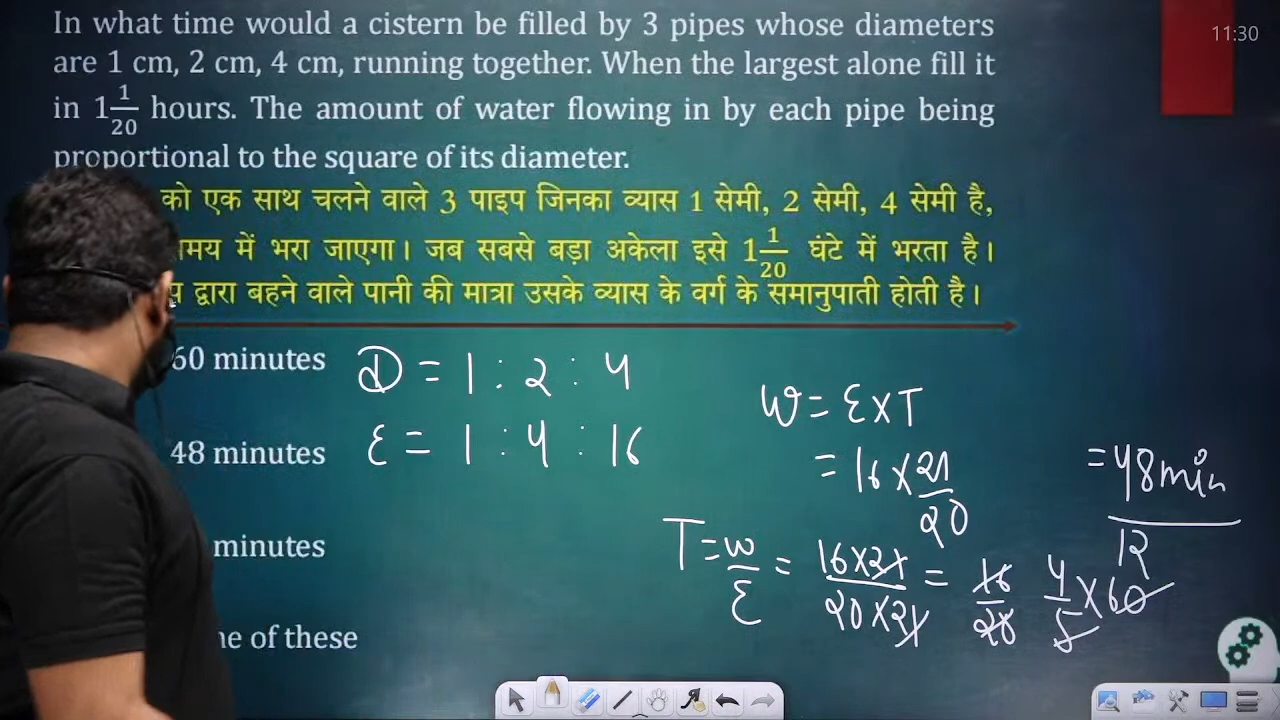 In what time would a cistern be filled by 3 pipes whose diameters
are 1 cm, 2 cm, 4 cm, running together. When the largest alone fill it
in 1 1/20 hours. The amount of water flowing in by each pipe being
proportional to the square of its diameter.
11:30
को एक साथ चलने वाले 3 पाइप जिनका व्यास 1 सेमी, 2 सेमी, 4 सेमी है,
में भरा जाएगा। जब सबसे बड़ा अकेला इसे 1 1/20 घंटे में भरता है।
द्वारा बहने वाले पानी की मात्रा उसके व्यास के वर्ग के समानुपाती होती है।
60 minutes
48 minutes
minutes
of these
D = 1 : 2 : 4
E = 1 : 4 : 16
W = E x T
= 16 x 21/20
T = w/E = 16 x 21/20 x 21 = 16/20 4/5 x 60
12
= 48 min